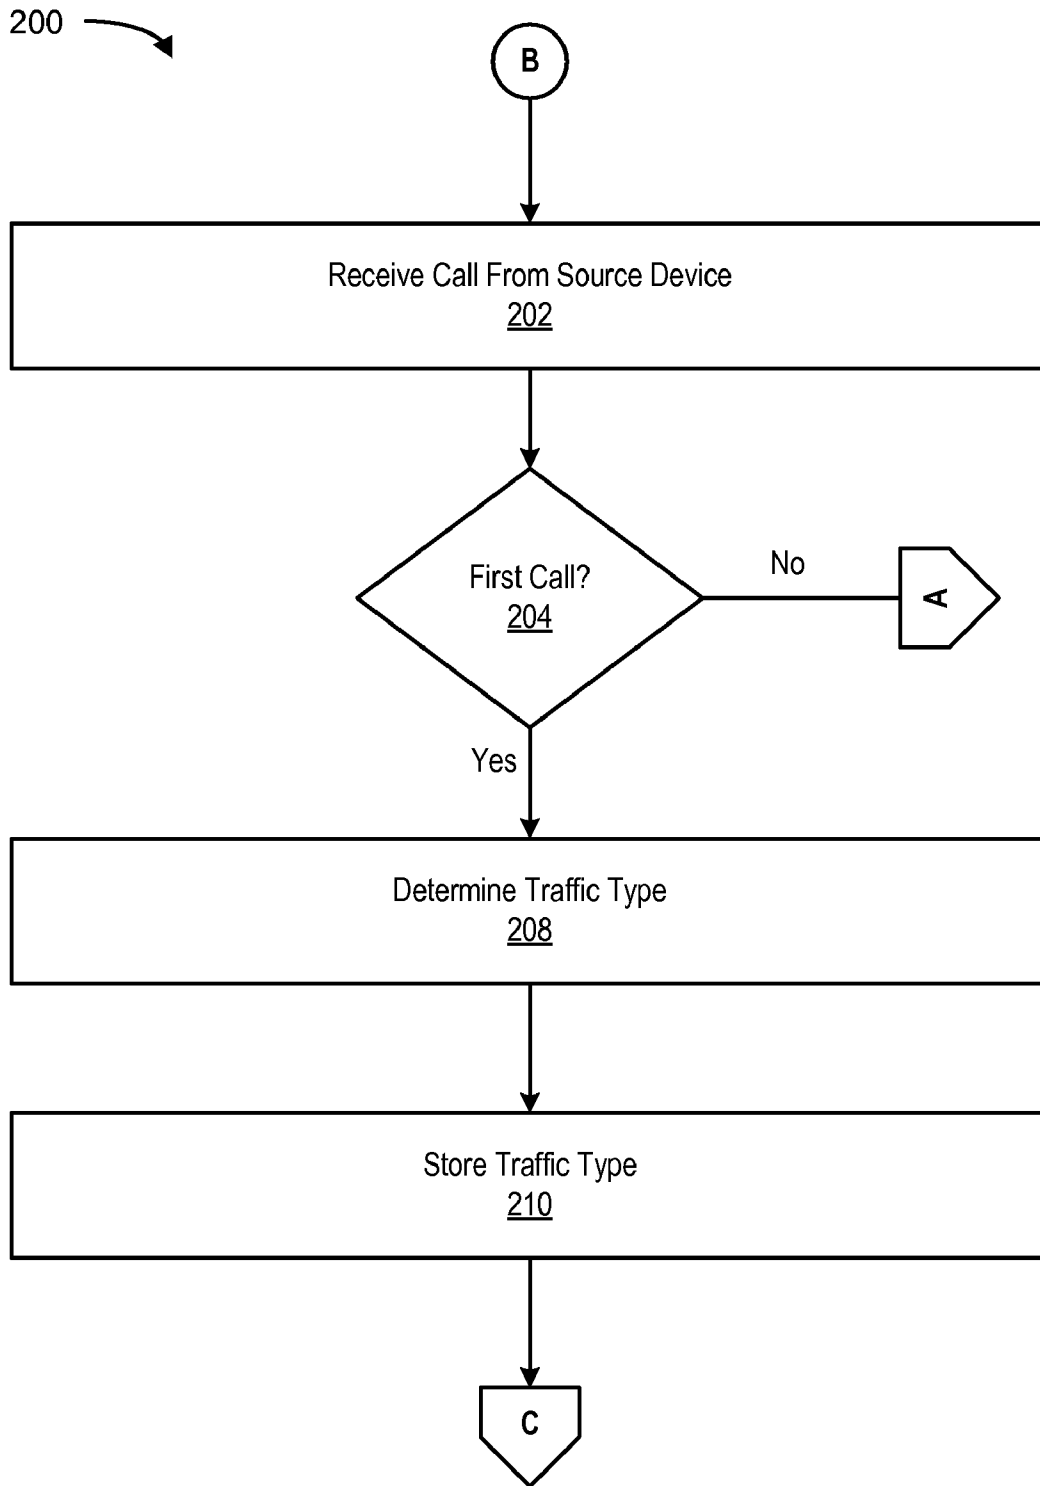 200
B
Receive Call From Source Device
202
First Call?
204
No
A
Yes
Determine Traffic Type
208
Store Traffic Type
210
C